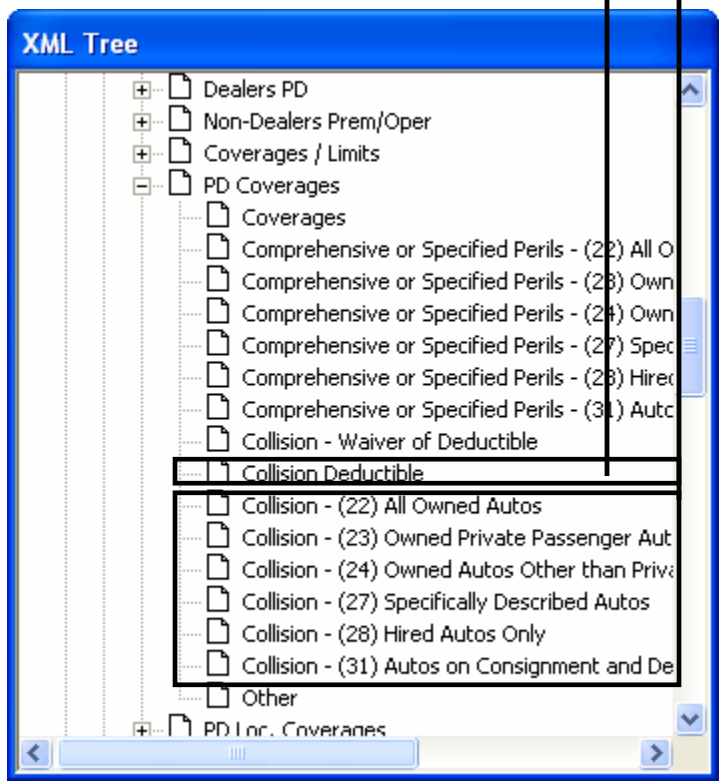 XML Tree
Dealers PD
Non-Dealers Prem/Oper
Coverages / Limits
PD Coverages
Coverages
Comprehensive or Specified Perils - (22) All O
Comprehensive or Specified Perils - (23) Own
Comprehensive or Specified Perils - (24) Own
Comprehensive or Specified Perils - (27) Spec
Comprehensive or Specified Perils - (28) Hired
Comprehensive or Specified Perils - (31) Auto
Collision - Waiver of Deductible
Collision Deductible
Collision - (22) All Owned Autos
Collision - (23) Owned Private Passenger Aut
Collision - (24) Owned Autos Other than Priva
Collision - (27) Specifically Described Autos
Collision - (28) Hired Autos Only
Collision - (31) Autos on Consignment and De
Other
PD Loc. Coverages